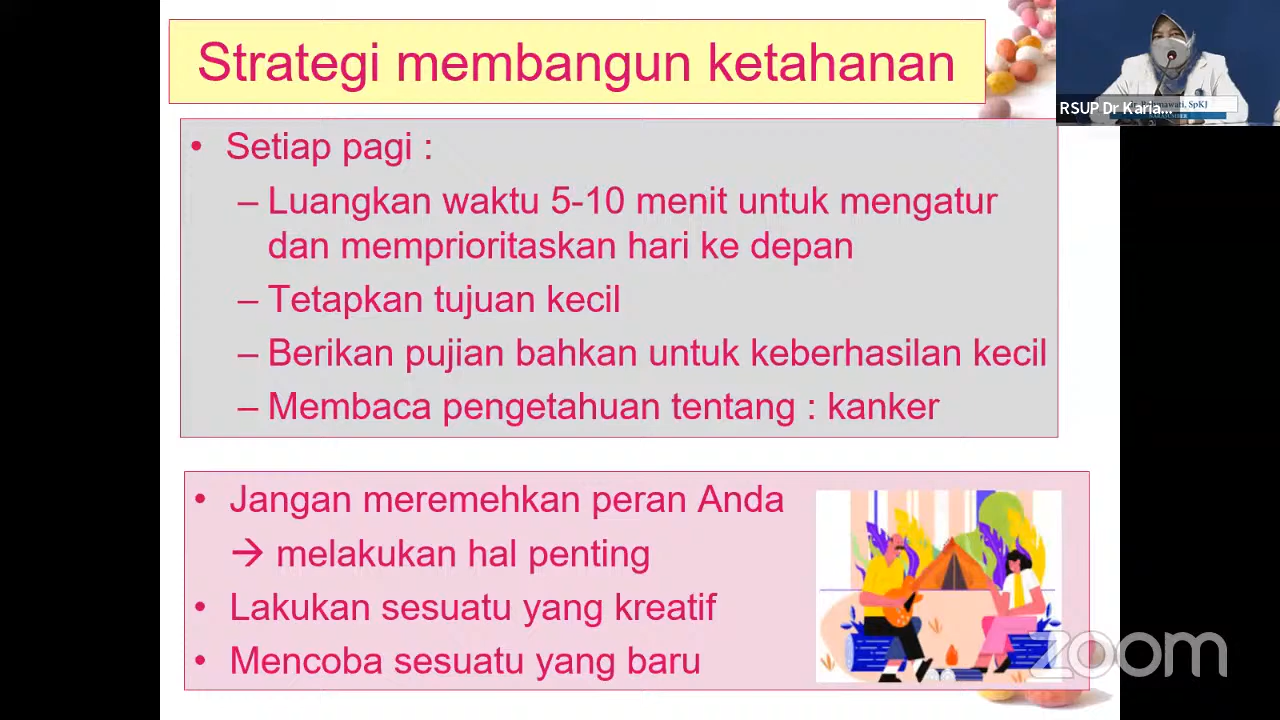 Strategi membangun ketahanan
• Setiap pagi :
– Luangkan waktu 5-10 menit untuk mengatur
dan memprioritaskan hari ke depan
– Tetapkan tujuan kecil
– Berikan pujian bahkan untuk keberhasilan kecil
– Membaca pengetahuan tentang : kanker
• Jangan meremehkan peran Anda
→ melakukan hal penting
• Lakukan sesuatu yang kreatif
• Mencoba sesuatu yang baru
RSUP Dr Karia...
SpKJ
zoom